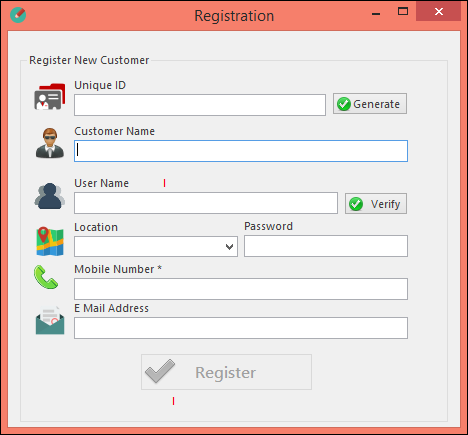 Registration
Register New Customer
Unique ID
Generate
Customer Name
User Name I
Verify
Location Password
Mobile Number *
E Mail Address
Register
I